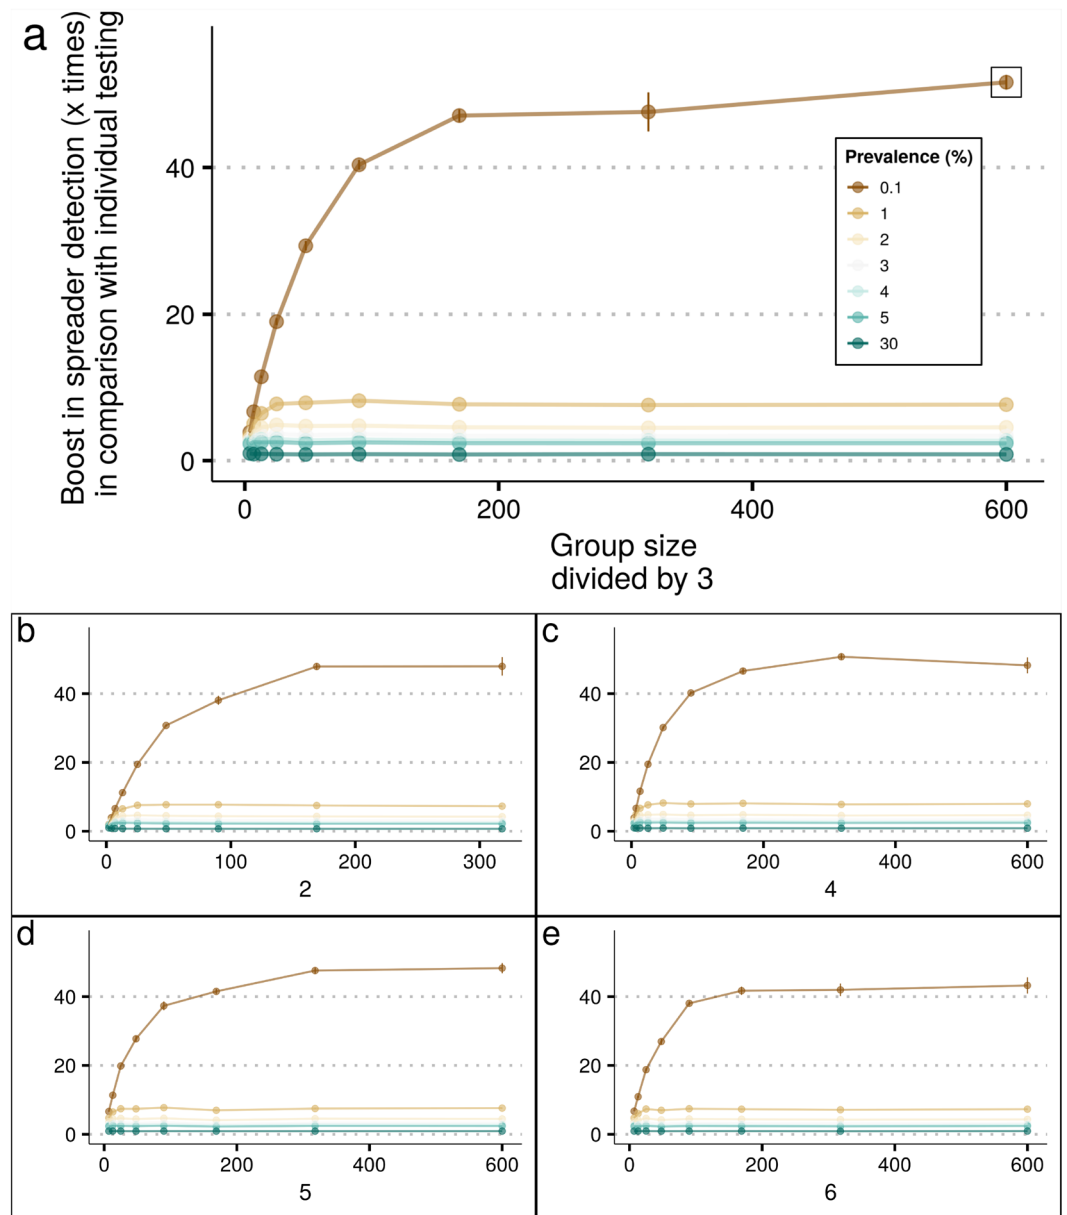 a
Boost in spreader detection (x times)
in comparison with individual testing
40
20
0
0 200 400 600
Group size
divided by 3
Prevalence (%)
0.1
1
2
3
4
5
30
b
40
20
0
0 100 200 300
2
c
40
20
0
0 200 400 600
4
d
40
20
0
0 200 400 600
5
e
40
20
0
0 200 400 600
6